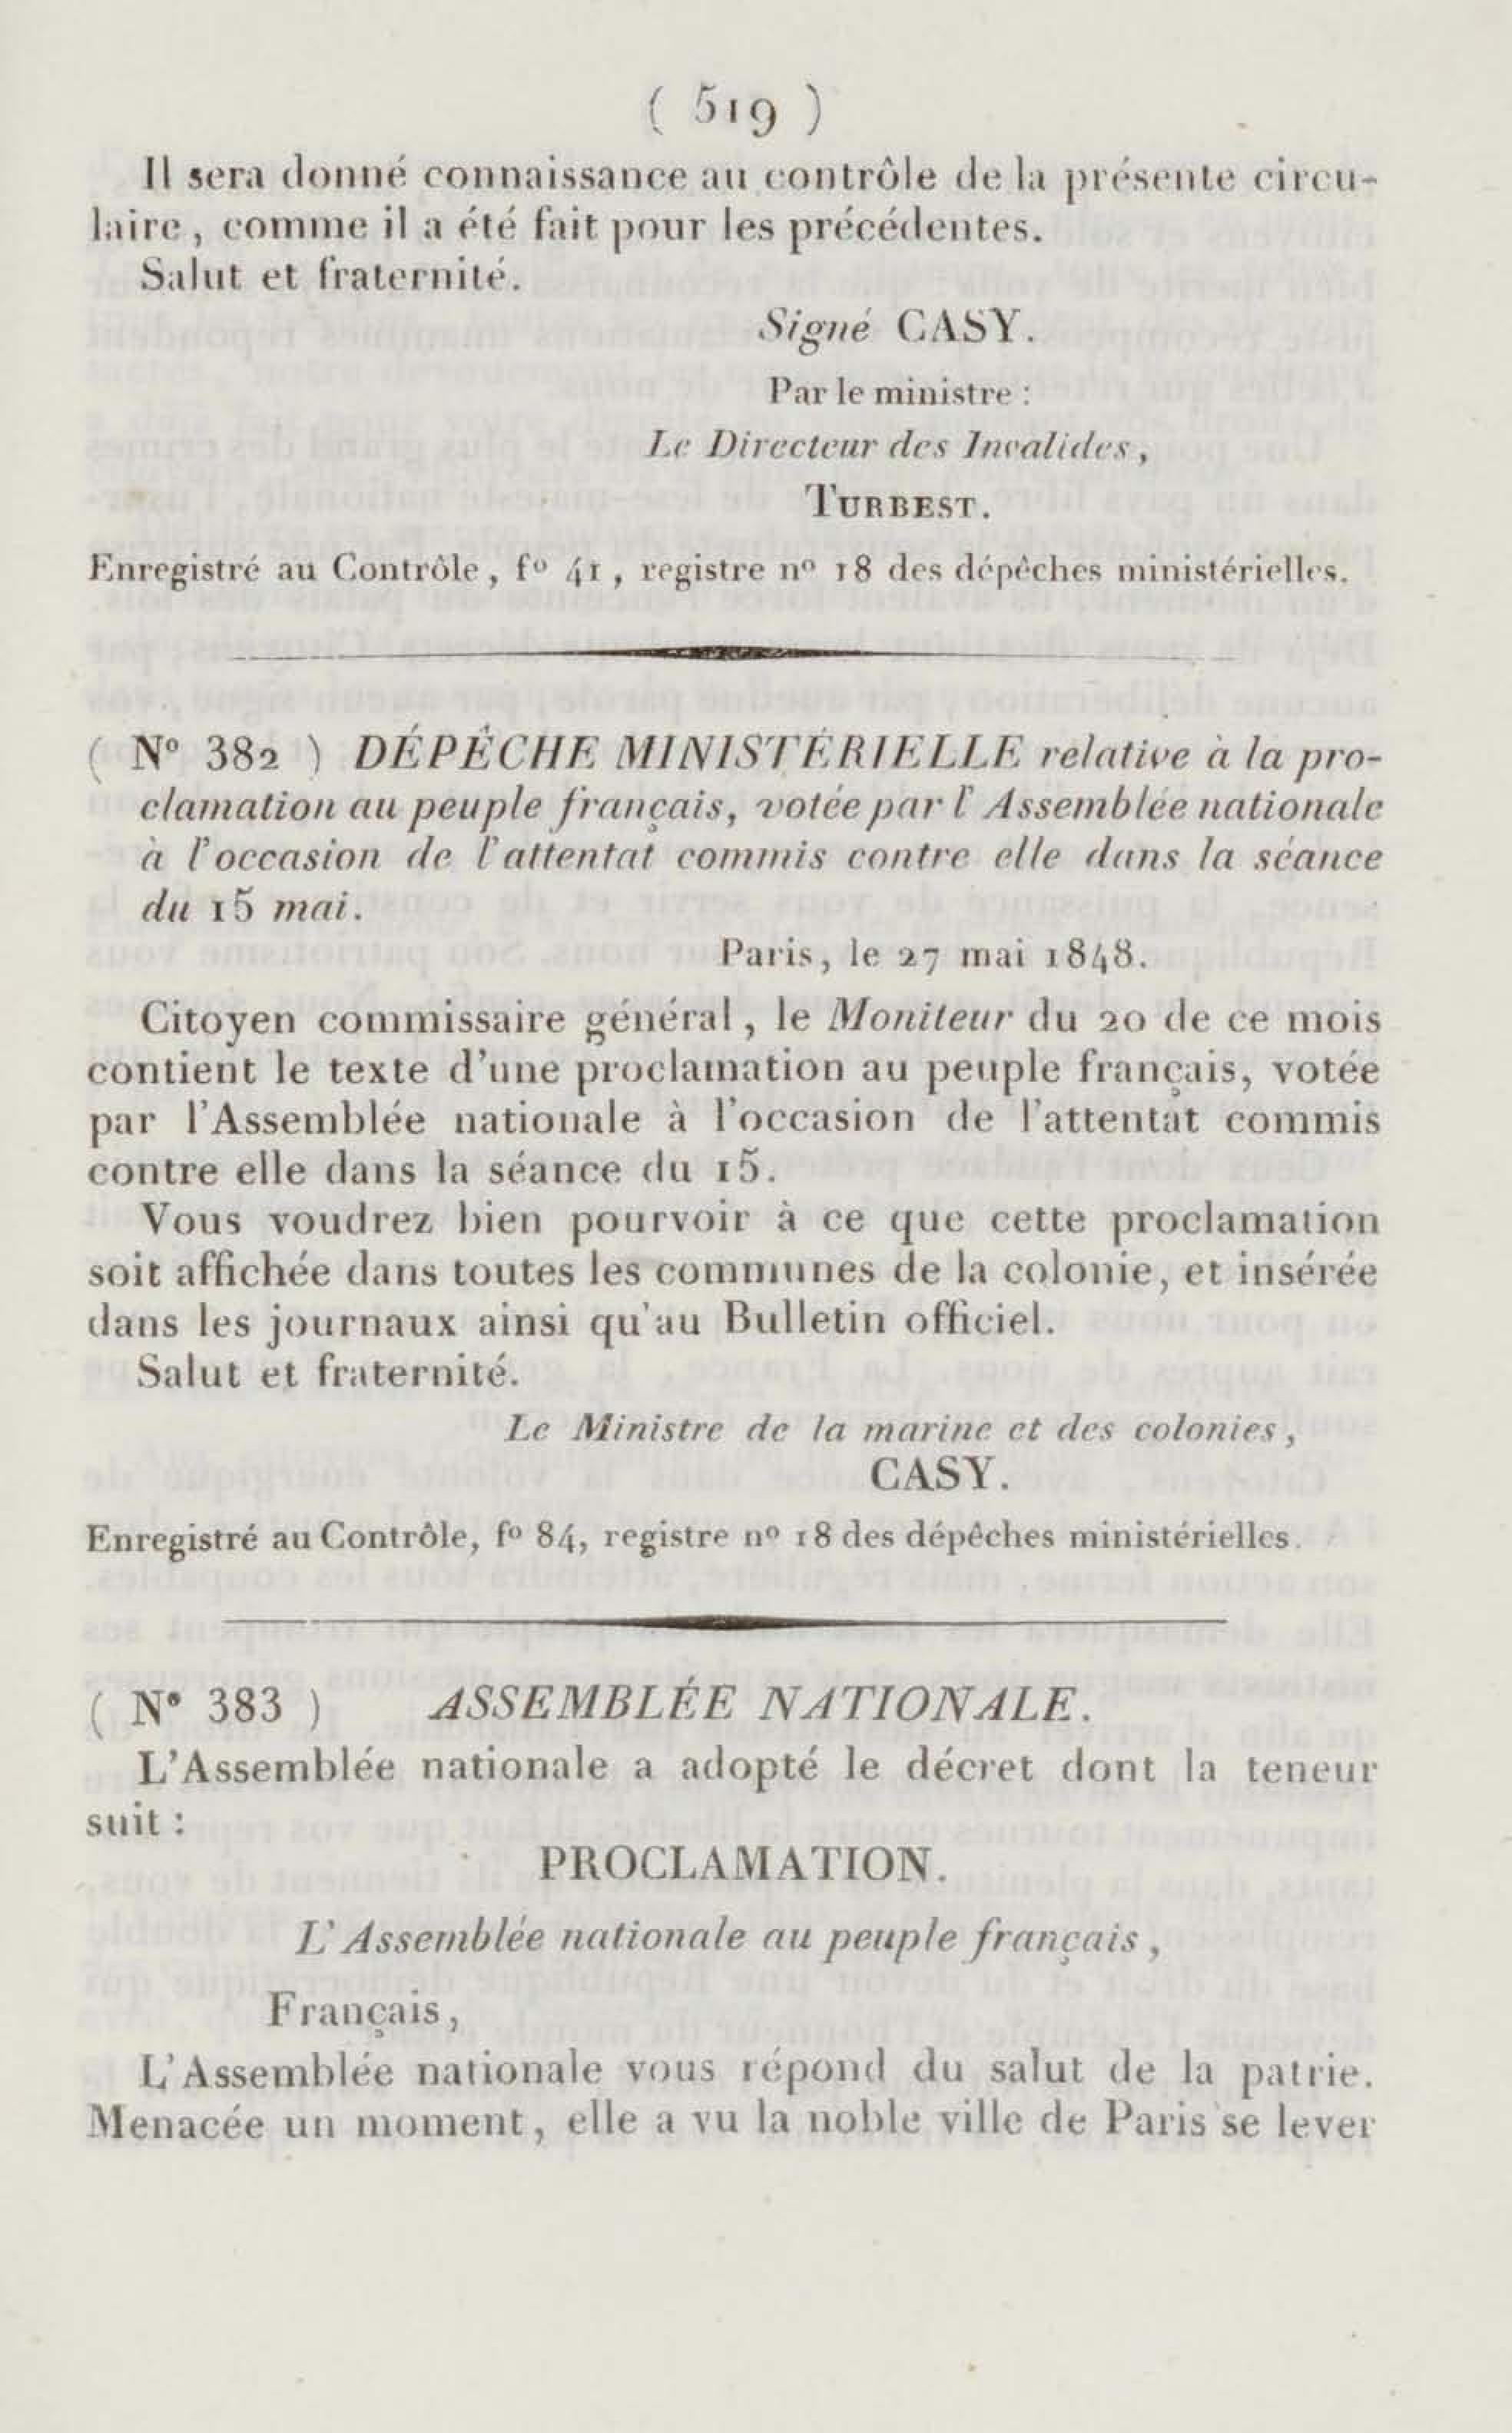 ( 519 )
Il sera donné connaissance au contrôle de la présente circu-
laire, comme il a été fait pour les précédentes.
Salut et fraternité.
Signé CASY.
Par le ministre :
Le Directeur des Invalides,
TURBEST.
Enregistré au Contrôle, f° 41, registre n° 18 des dépêches ministérielles.
( N° 382 ) DÉPÊCHE MINISTÉRIELLE relative à la pro-
clamation au peuple français, votée par l'Assemblée nationale
à l'occasion de l'attentat commis contre elle dans la séance
du 15 mai.
Paris, le 27 mai 1848.
Citoyen commissaire général, le Moniteur du 20 de ce mois
contient le texte d'une proclamation au peuple français, votée
par l'Assemblée nationale à l'occasion de l'attentat commis
contre elle dans la séance du 15.
Vous voudrez bien pourvoir à ce que cette proclamation
soit affichée dans toutes les communes de la colonie, et insérée
dans les journaux ainsi qu'au Bulletin officiel.
Salut et fraternité.
Le Ministre de la marine et des colonies,
CASY.
Enregistré au Contrôle, f° 84, registre n° 18 des dépêches ministérielles.
( N° 383 ) ASSEMBLÉE NATIONALE.
L'Assemblée nationale a adopté le décret dont la teneur
suit :
PROCLAMATION.
L'Assemblée nationale au peuple français,
Français,
L'Assemblée nationale vous répond du salut de la patrie.
Menacée un moment, elle a vu la noble ville de Paris se lever